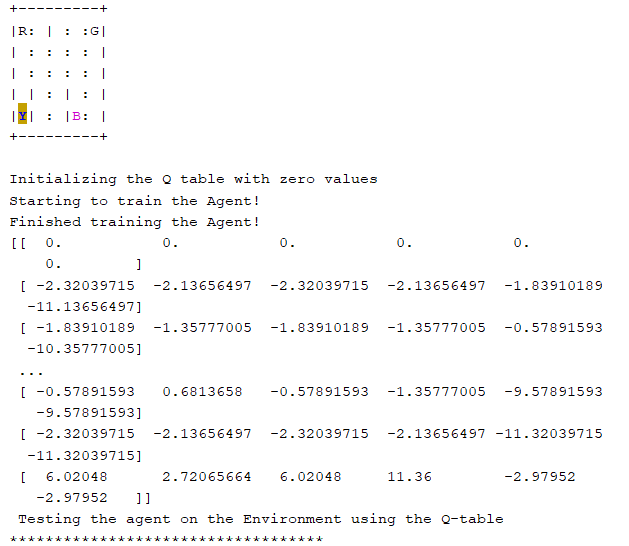 +---------+
|R: | : :G|
| : : : : |
| : : : : |
| | : | : |
|Y| : |B: |
+---------+
Initializing the Q table with zero values
Starting to train the Agent!
Finished training the Agent!
[[  0.           0.           0.           0.           0.
    0.        ]
 [ -2.32039715  -2.13656497  -2.32039715  -2.13656497  -1.83910189
  -11.13656497]
 [ -1.83910189  -1.35777005  -1.83910189  -1.35777005  -0.57891593
  -10.35777005]
 ...
 [ -0.57891593   0.6813658   -0.57891593  -1.35777005  -9.57891593
   -9.57891593]
 [ -2.32039715  -2.13656497  -2.32039715  -2.13656497 -11.32039715
  -11.32039715]
 [  6.02048      2.72065664   6.02048     11.36        -2.97952
   -2.97952   ]]
 Testing the agent on the Environment using the Q-table
***********************************